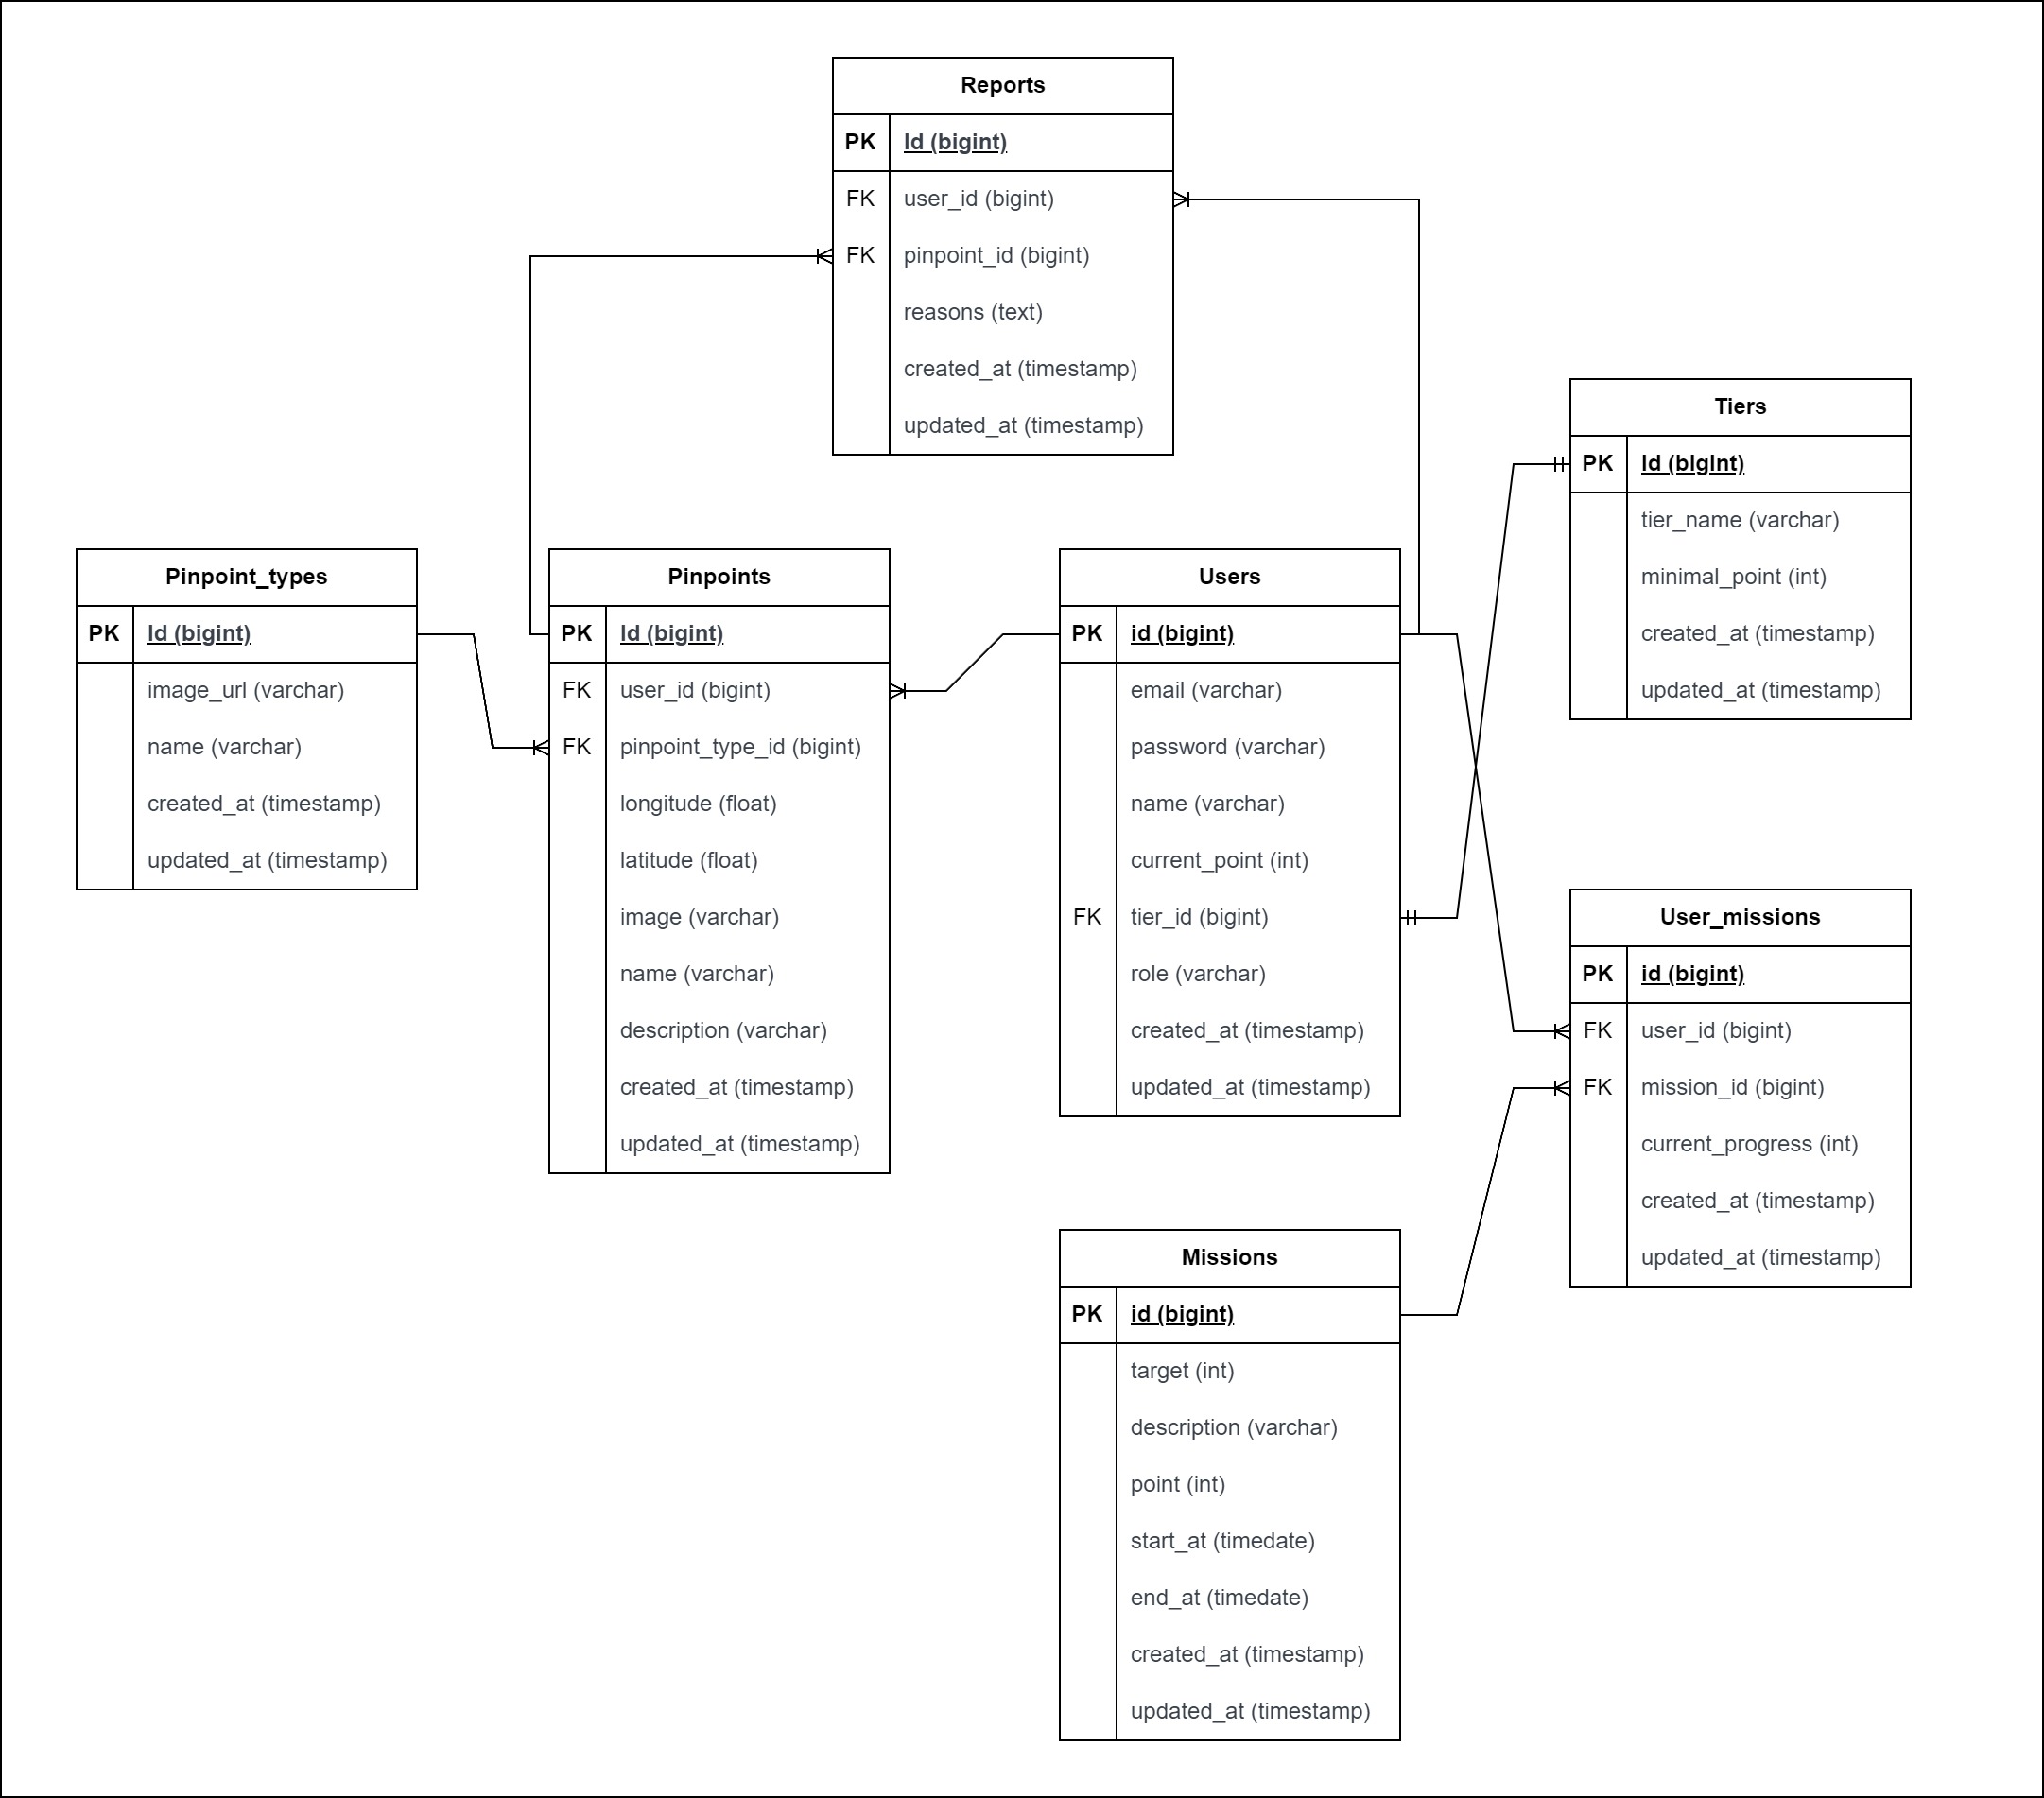 Reports
PK Id (bigint)
FK user_id (bigint)
FK pinpoint_id (bigint)
reasons (text)
created_at (timestamp)
updated_at (timestamp)
Tiers
PK id (bigint)
tier_name (varchar)
minimal_point (int)
created_at (timestamp)
updated_at (timestamp)
Pinpoint_types
PK Id (bigint)
image_url (varchar)
name (varchar)
created_at (timestamp)
updated_at (timestamp)
Pinpoints
PK Id (bigint)
FK user_id (bigint)
FK pinpoint_type_id (bigint)
longitude (float)
latitude (float)
image (varchar)
name (varchar)
description (varchar)
created_at (timestamp)
updated_at (timestamp)
Users
PK id (bigint)
email (varchar)
password (varchar)
name (varchar)
current_point (int)
FK tier_id (bigint)
role (varchar)
created_at (timestamp)
updated_at (timestamp)
User_missions
PK id (bigint)
FK user_id (bigint)
FK mission_id (bigint)
current_progress (int)
created_at (timestamp)
updated_at (timestamp)
Missions
PK id (bigint)
target (int)
description (varchar)
point (int)
start_at (timedate)
end_at (timedate)
created_at (timestamp)
updated_at (timestamp)